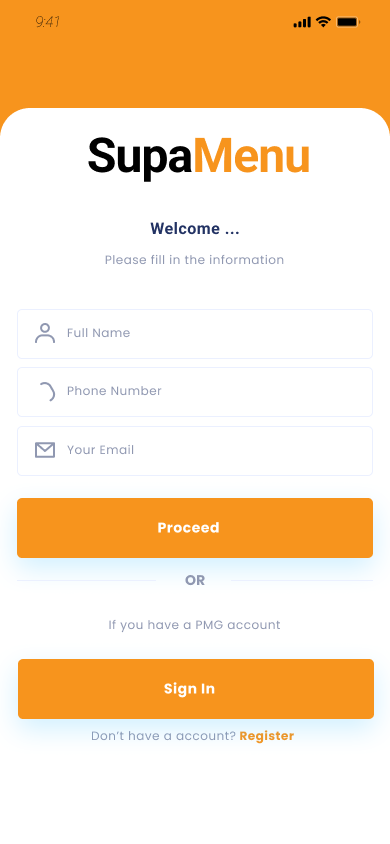 9:41
SupaMenu
Welcome ...
Please fill in the information
Full Name
Phone Number
Your Email
Proceed
OR
If you have a PMG account
Sign In
Don’t have a account? Register